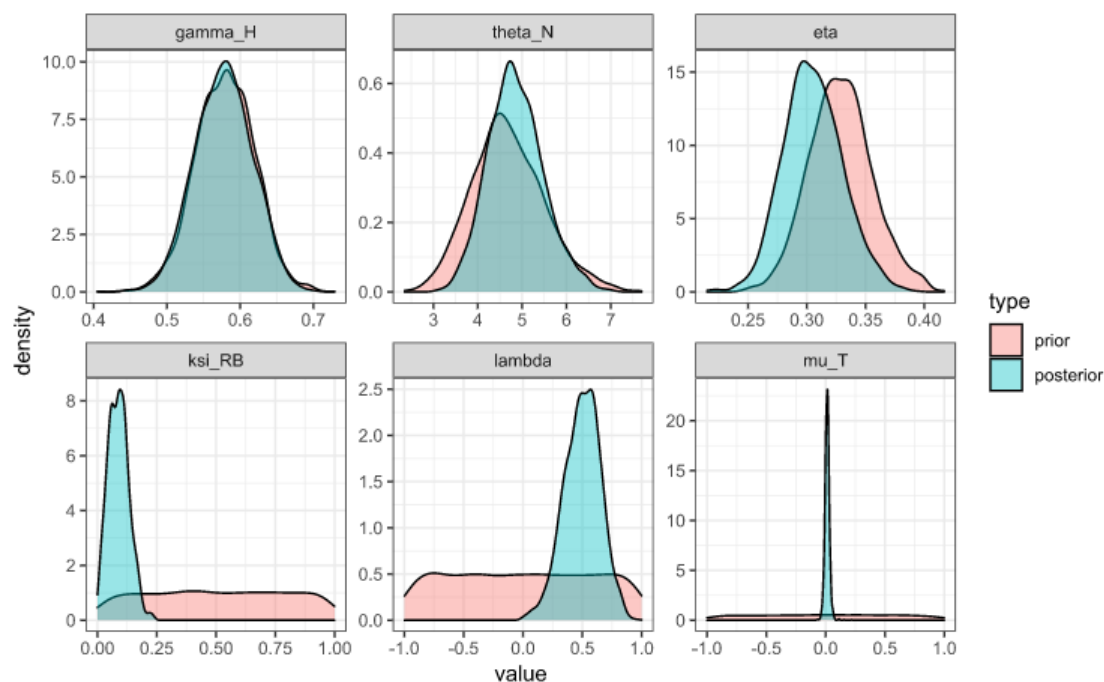 gamma_H theta_N eta
10.0
7.5
5.0
2.5
0.0
0.6
0.4
0.2
0.0
15
10
5
0
0.4 0.5 0.6 0.7
3 4 5 6 7
0.25 0.30 0.35 0.40
density
ksi_RB lambda mu_T
8
6
4
2
0
2.5
2.0
1.5
1.0
0.5
0.0
20
15
10
5
0
0.00 0.25 0.50 0.75 1.00
-1.0 -0.5 0.0 0.5 1.0
-1.0 -0.5 0.0 0.5 1.0
value
type
prior
posterior